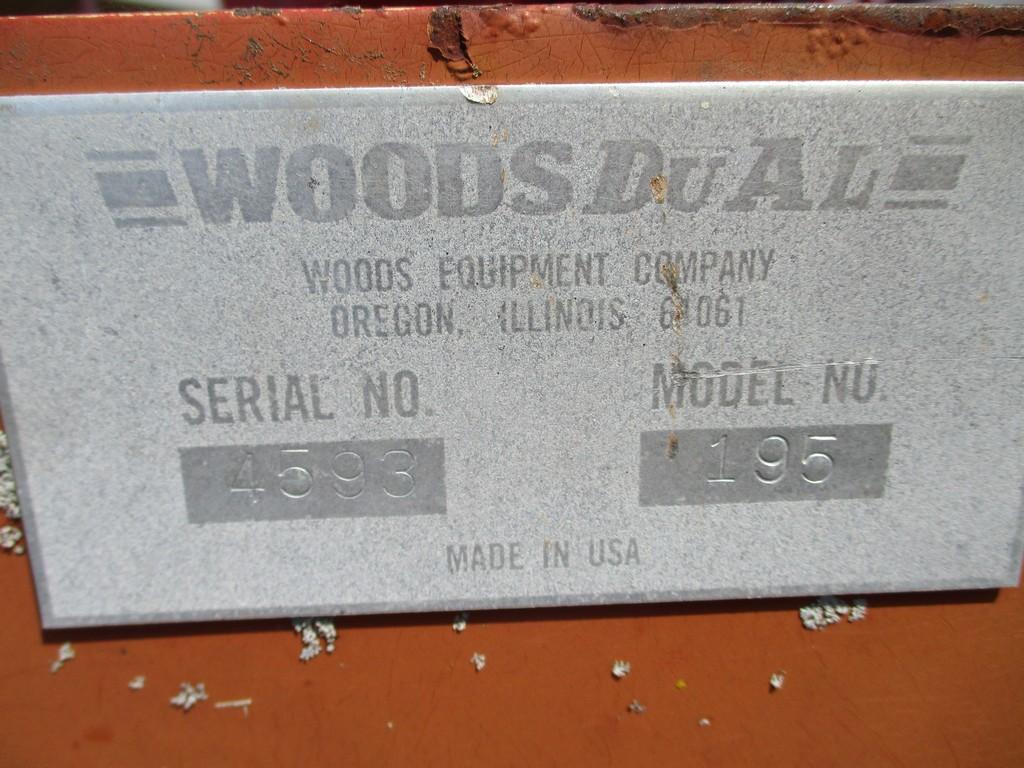 WOODS DUAL
WOODS EQUIPMENT COMPANY
OREGON, ILLINOIS 61061
SERIAL NO. MODEL NO.
4593 195
MADE IN USA